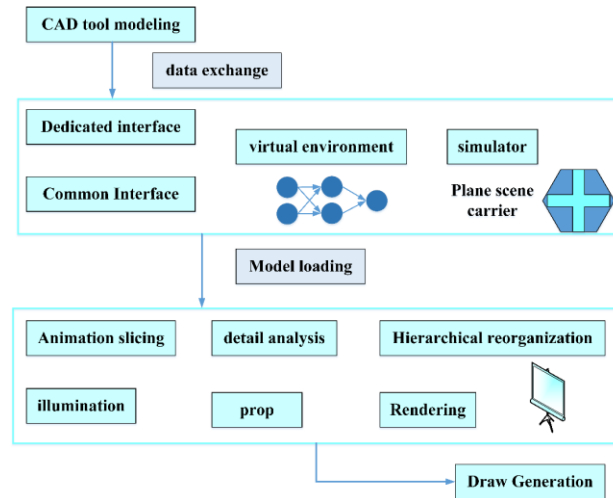 CAD tool modeling
data exchange
Dedicated interface
virtual environment
simulator
Common Interface
Plane scene
carrier
Model loading
Animation slicing
detail analysis
Hierarchical reorganization
illumination
prop
Rendering
Draw Generation